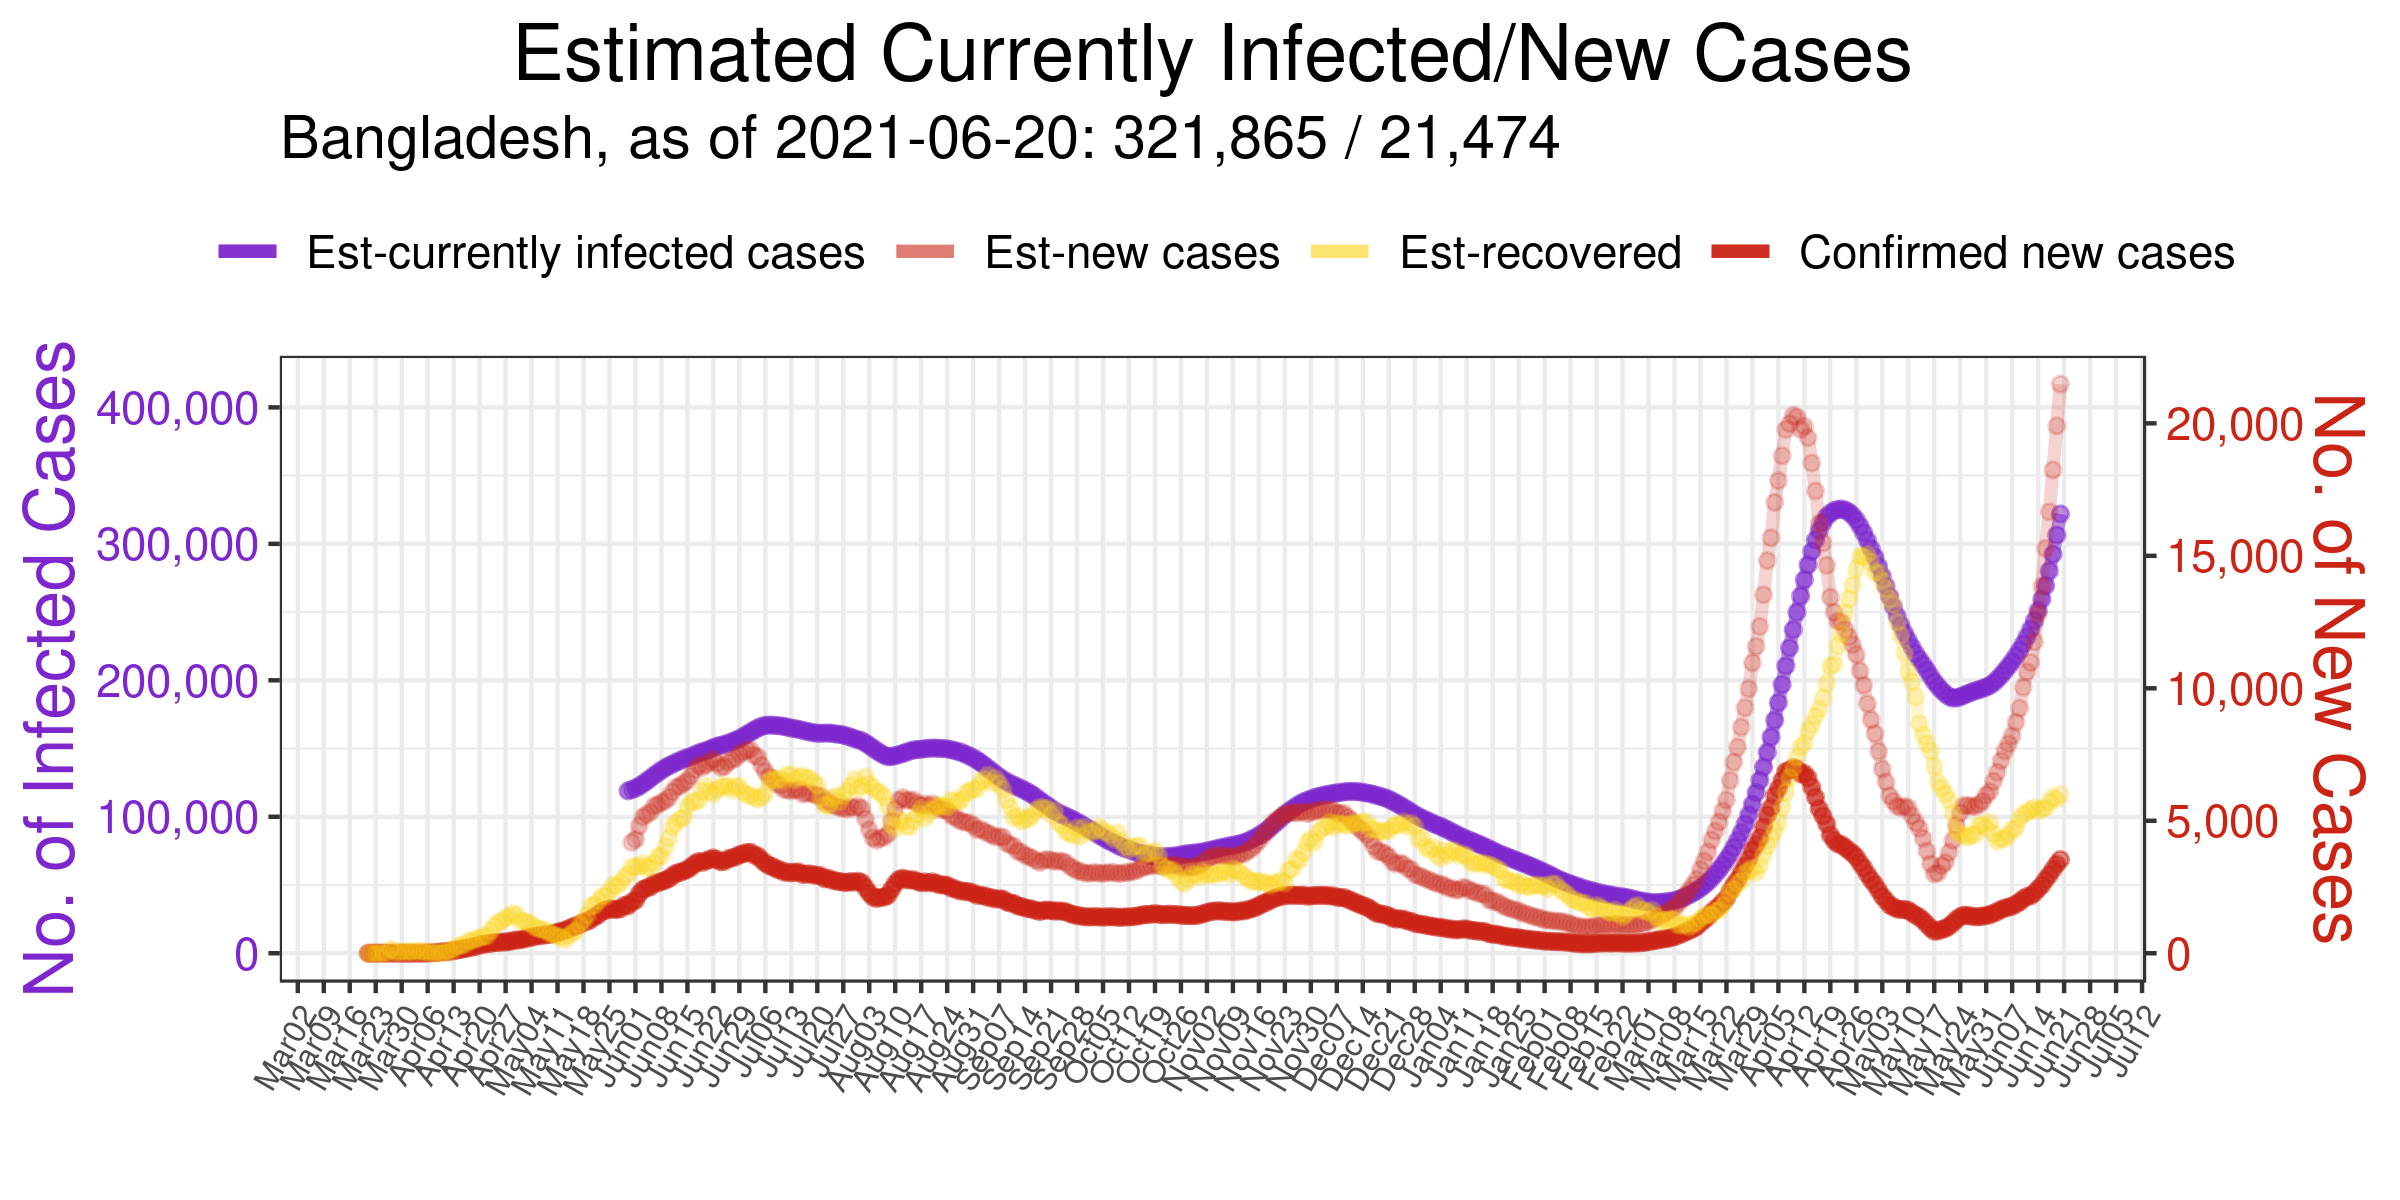 Estimated Currently Infected/New Cases
Bangladesh, as of 2021-06-20: 321,865 / 21,474
Est-currently infected cases Est-new cases Est-recovered Confirmed new cases
No. of Infected Cases
400,000
300,000
200,000
100,000
0
20,000
15,000
10,000
5,000
0
No. of New Cases
Mar02 Mar09 Mar16 Mar23 Mar30 Apr06 Apr13 Apr20 Apr27 May04 May11 May18 May25 Jun01 Jun08 Jun15 Jun22 Jun29 Jul06 Jul13 Jul20 Jul27 Aug03 Aug10 Aug17 Aug24 Aug31 Sep07 Sep14 Sep21 Sep28 Oct05 Oct12 Oct19 Oct26 Nov02 Nov09 Nov16 Nov23 Nov30 Dec07 Dec14 Dec21 Dec28 Jan04 Jan11 Jan18 Jan25 Feb01 Feb08 Feb15 Feb22 Mar01 Mar08 Mar15 Mar22 Mar29 Apr05 Apr12 Apr19 Apr26 May03 May10 May17 May24 May31 Jun07 Jun14 Jun21 Jun28 Jul05 Jul12